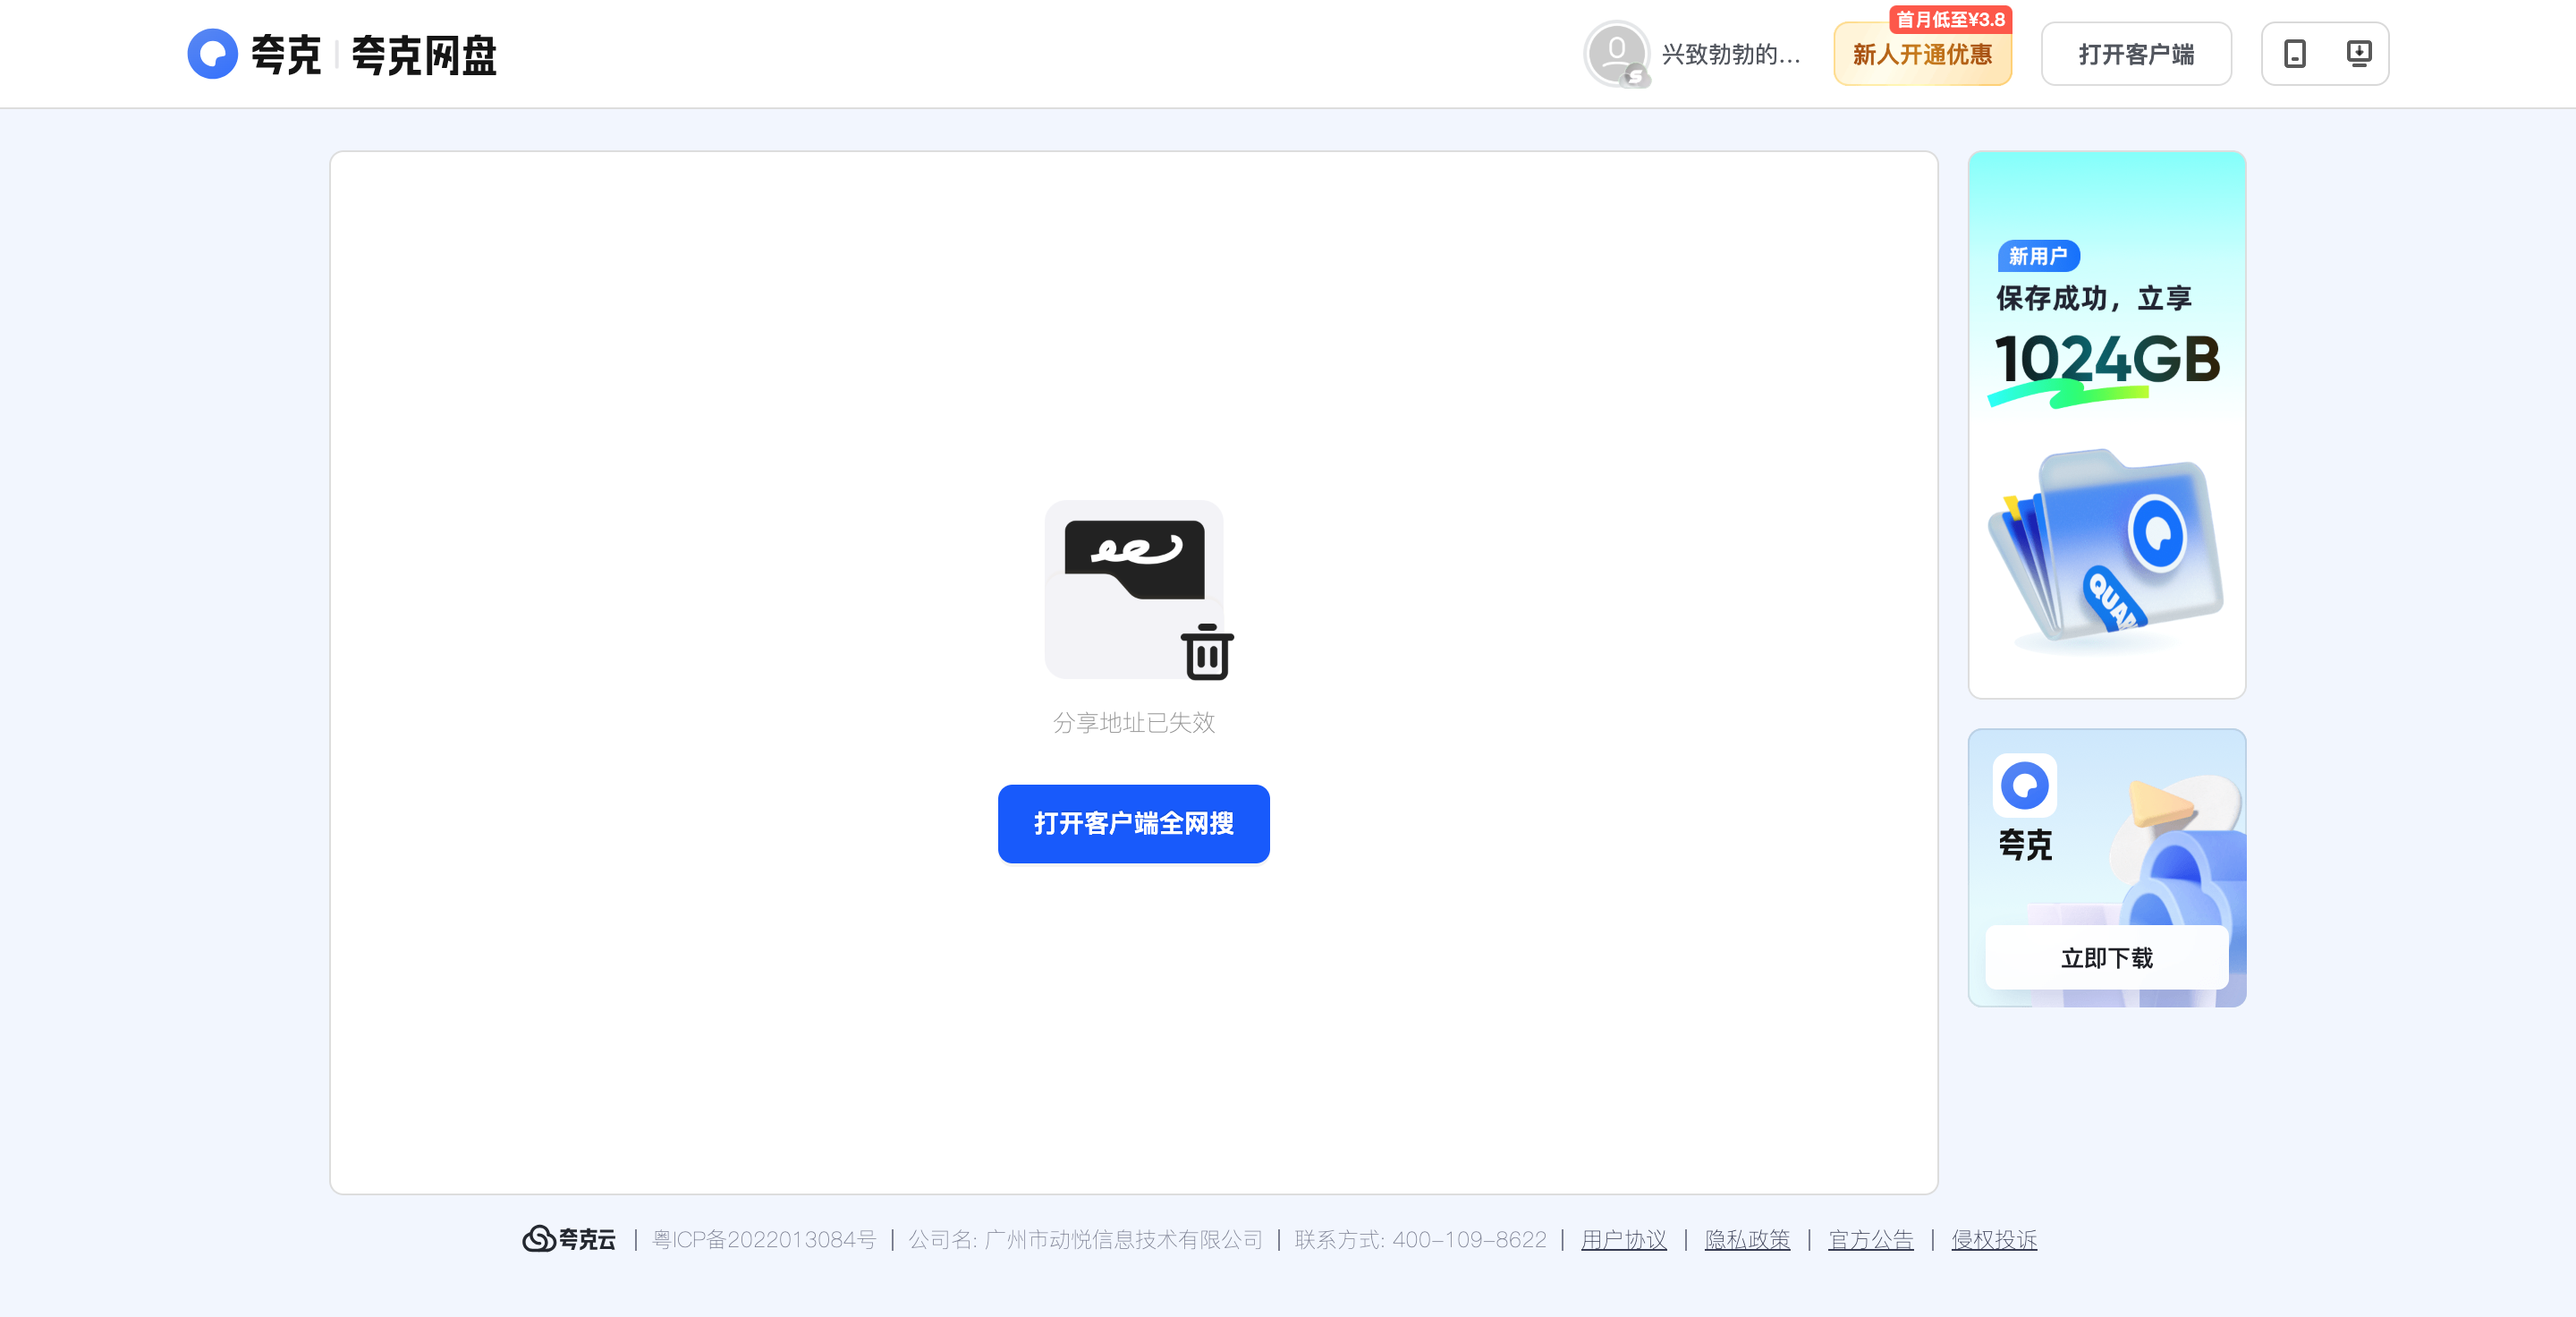 夸克 | 夸克网盘
兴致勃勃的...
首月低至¥3.8
新人开通优惠
打开客户端
分享地址已失效
打开客户端全网搜
新用户
保存成功，立享
1024GB
QUAR
夸克
立即下载
夸克云 | 粤ICP备2022013084号 | 公司名: 广州市动悦信息技术有限公司 | 联系方式: 400-109-8622 | 用户协议 | 隐私政策 | 官方公告 | 侵权投诉